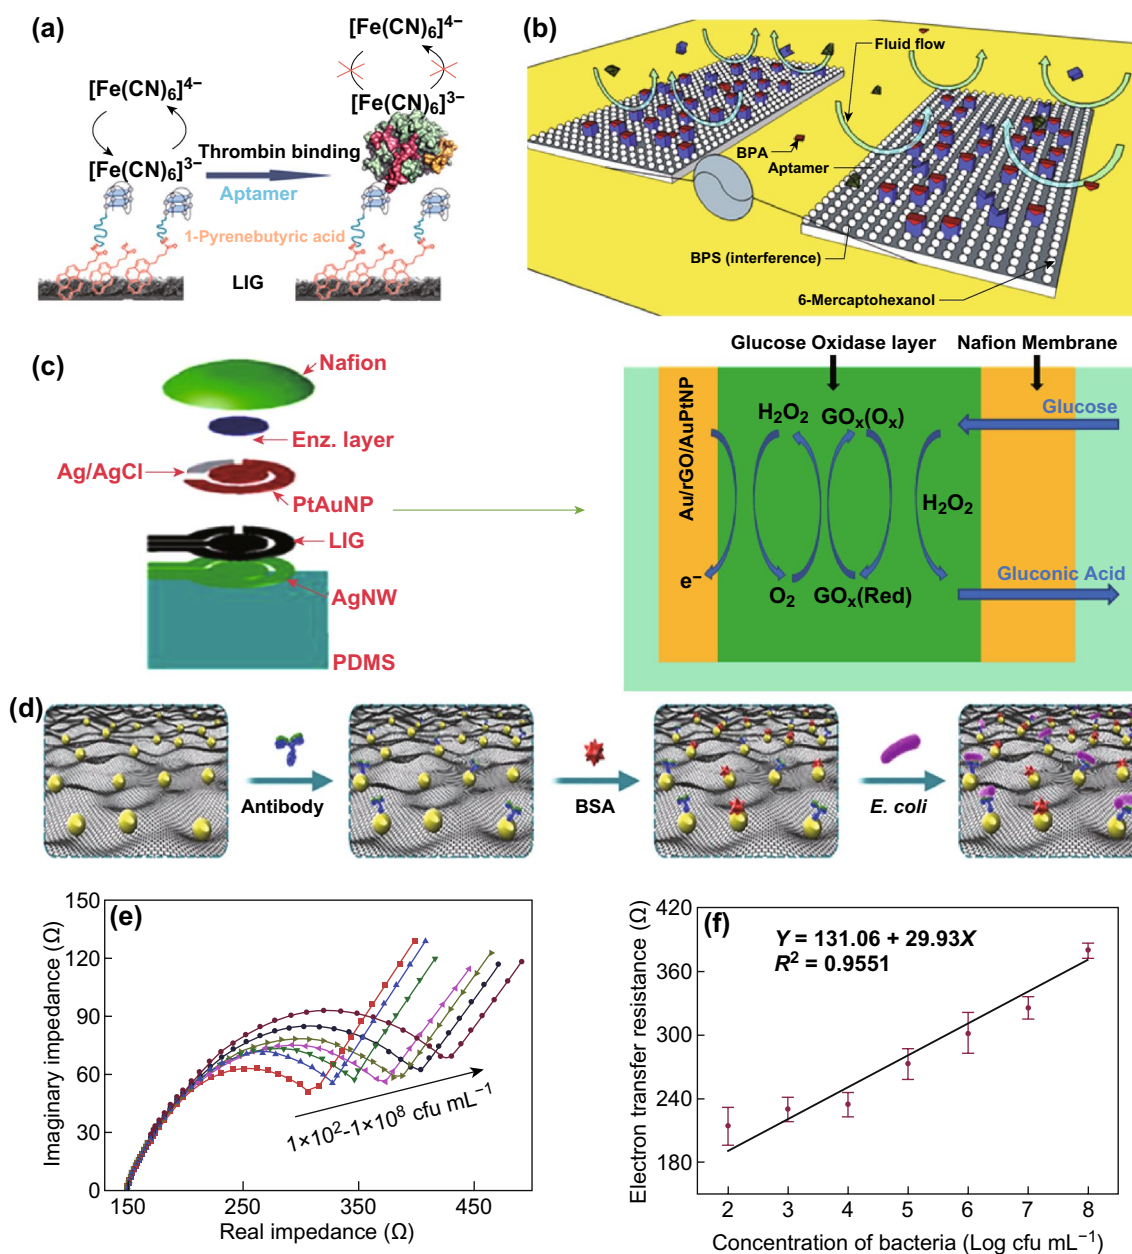 (a)
[Fe(CN)₆]⁴⁻
[Fe(CN)₆]⁴⁻
[Fe(CN)₆]³⁻
[Fe(CN)₆]³⁻
Thrombin binding
Aptamer
1-Pyrenebutyric acid
LIG
(b)
Fluid flow
BPA
Aptamer
BPS (interference)
6-Mercaptohexanol
(c)
Nafion
Enz. layer
Ag/AgCl
PtAuNP
LIG
AgNW
PDMS
Glucose Oxidase layer
Nafion Membrane
Au/rGO/AuPtNP
H₂O₂
GOₓ(Oₓ)
Glucose
H₂O₂
e⁻
O₂
GOₓ(Red)
Gluconic Acid
(d)
Antibody
BSA
E. coli
(e)
Imaginary impedance (Ω)
150
120
90
60
30
0
1×10²-1×10⁸ cfu mL⁻¹
150
250
350
450
Real impedance (Ω)
(f)
Y = 131.06 + 29.93X
R² = 0.9551
Electron transfer resistance (Ω)
420
360
300
240
180
2
3
4
5
6
7
8
Concentration of bacteria (Log cfu mL⁻¹)